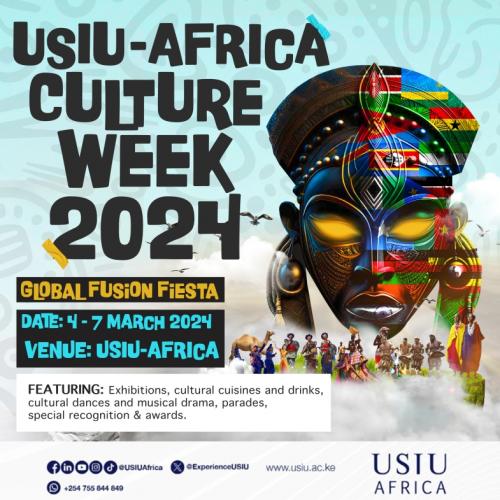 USIU-AFRICA
CULTURE
WEEK
2024
GLOBAL FUSION FIESTA
DATE: 4 - 7 MARCH 2024
VENUE: USIU-AFRICA
FEATURING: Exhibitions, cultural cuisines and drinks,
cultural dances and musical drama, parades,
special recognition & awards.
@USIUAfrica @ExperienceUSIU www.usiu.ac.ke
+254 755 844 849
USIU
AFRICA